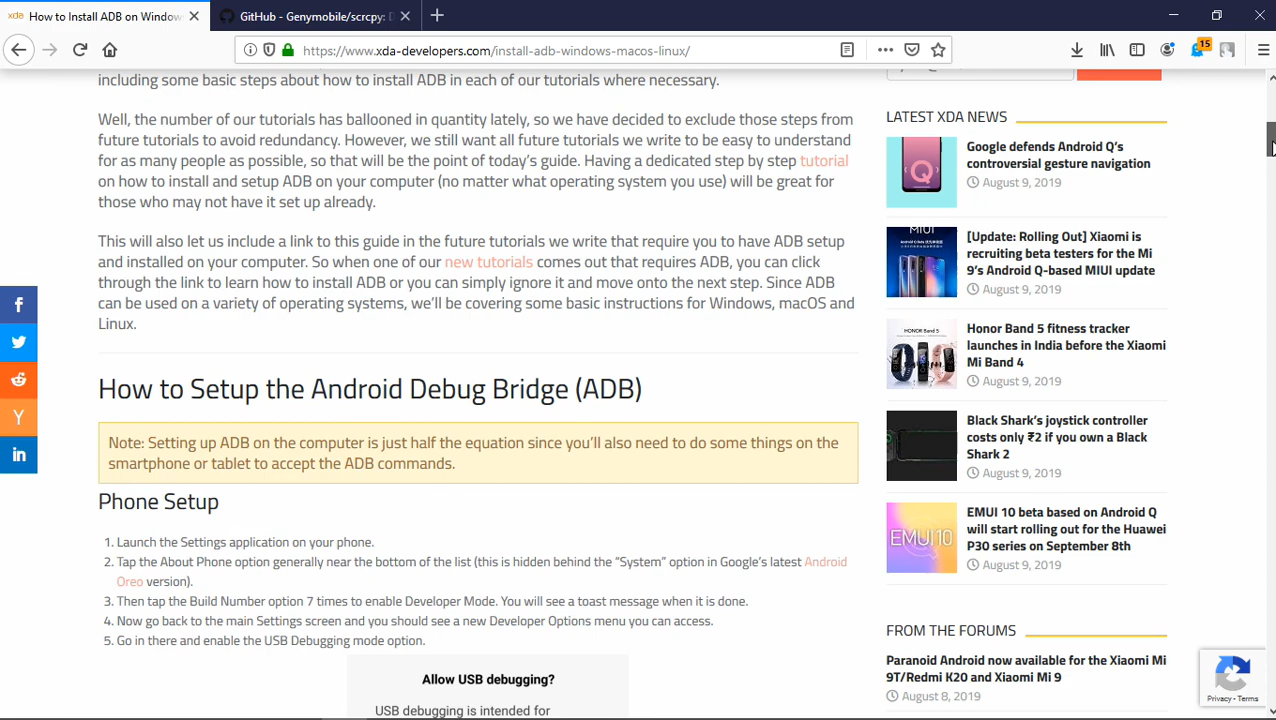 xda How to Install ADB on Window
GitHub - Genymobile/scrcpy: D
https://www.xda-developers.com/install-adb-windows-macos-linux/
15
including some basic steps about how to install ADB in each of our tutorials where necessary.
Well, the number of our tutorials has ballooned in quantity lately, so we have decided to exclude those steps from
future tutorials to avoid redundancy. However, we still want all future tutorials we write to be easy to understand
for as many people as possible, so that will be the point of today's guide. Having a dedicated step by step tutorial
on how to install and setup ADB on your computer (no matter what operating system you use) will be great for
those who may not have it set up already.
This will also let us include a link to this guide in the future tutorials we write that require you to have ADB setup
and installed on your computer. So when one of our new tutorials comes out that requires ADB, you can click
through the link to learn how to install ADB or you can simply ignore it and move onto the next step. Since ADB
can be used on a variety of operating systems, we'll be covering some basic instructions for Windows, macOS and
Linux.
How to Setup the Android Debug Bridge (ADB)
Note: Setting up ADB on the computer is just half the equation since you'll also need to do some things on the
smartphone or tablet to accept the ADB commands.
Phone Setup
1. Launch the Settings application on your phone.
2. Tap the About Phone option generally near the bottom of the list (this is hidden behind the "System" option in Google's latest Android
Oreo version).
3. Then tap the Build Number option 7 times to enable Developer Mode. You will see a toast message when it is done.
4. Now go back to the main Settings screen and you should see a new Developer Options menu you can access.
5. Go in there and enable the USB Debugging mode option.
Allow USB debugging?
USB debugging is intended for
LATEST XDA NEWS
Google defends Android Q's
controversial gesture navigation
August 9, 2019
MIUI
[Update: Rolling Out] Xiaomi is
recruiting beta testers for the Mi
9's Android Q-based MIUI update
August 9, 2019
HONOR Band 5
Honor Band 5 fitness tracker
launches in India before the Xiaomi
Mi Band 4
August 9, 2019
Black Shark's joystick controller
costs only ₹2 if you own a Black
Shark 2
August 9, 2019
EMUI10
EMUI 10 beta based on Android Q
will start rolling out for the Huawei
P30 series on September 8th
August 9, 2019
FROM THE FORUMS
Paranoid Android now available for the Xiaomi Mi
9T/Redmi K20 and Xiaomi Mi 9
August 8, 2019
Privacy - Terms